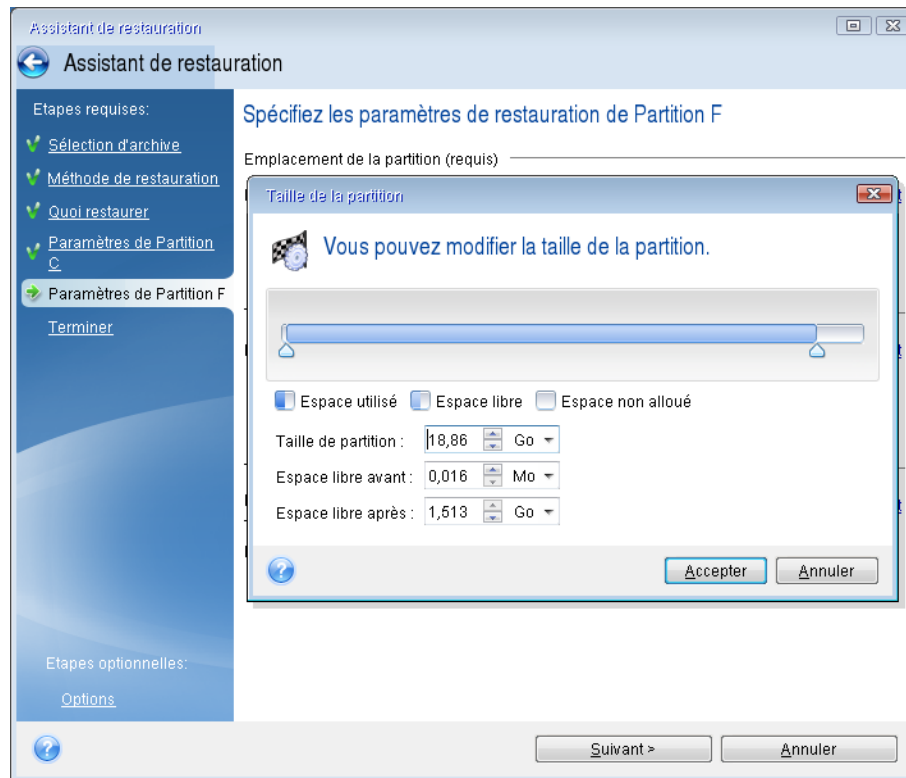 Assistant de restauration
Assistant de restauration
Etapes requises:
Sélection d'archive
Méthode de restauration
Quoi restaurer
Paramètres de Partition
C
Paramètres de Partition F
Terminer
Etapes optionnelles:
Options
Spécifiez les paramètres de restauration de Partition F
Emplacement de la partition (requis)
Taille de la partition
Vous pouvez modifier la taille de la partition.
Espace utilisé Espace libre Espace non alloué
Taille de partition : 18,86 Go
Espace libre avant : 0,016 Mo
Espace libre après : 1,513 Go
Accepter Annuler
Suivant > Annuler